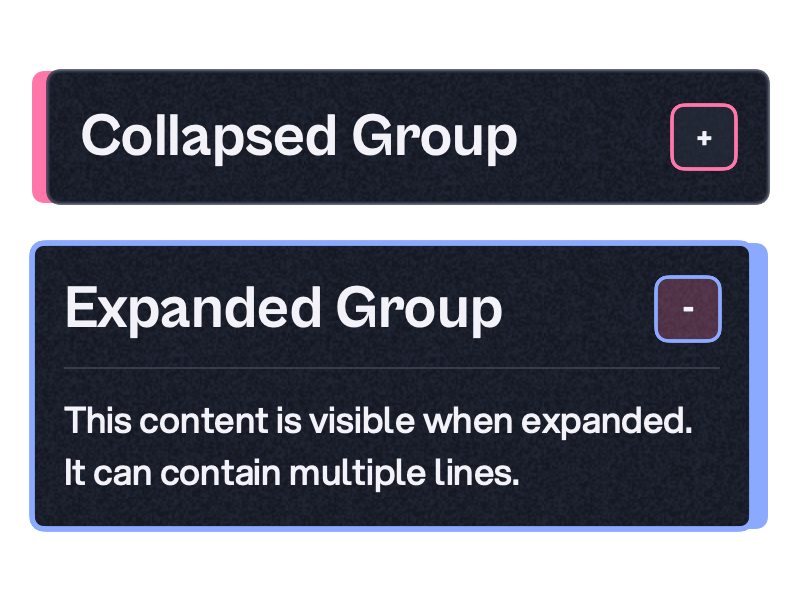 Collapsed Group
+
Expanded Group
-
This content is visible when expanded.
It can contain multiple lines.